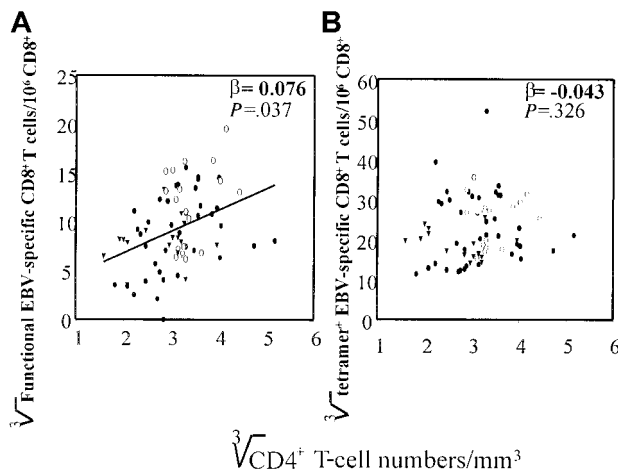 A
B
∛Functional EBV-specific CD8⁺ T cells/10⁶ CD8⁺
25
20
15
10
5
0
β= 0.076
P=.037
1 2 3 4 5 6
∛tetramer⁺ EBV-specific CD8⁺ T cells/10⁶ CD8⁺
60
50
40
30
20
10
0
β= -0.043
P=.326
1 2 3 4 5 6
∛CD4⁺ T-cell numbers/mm³